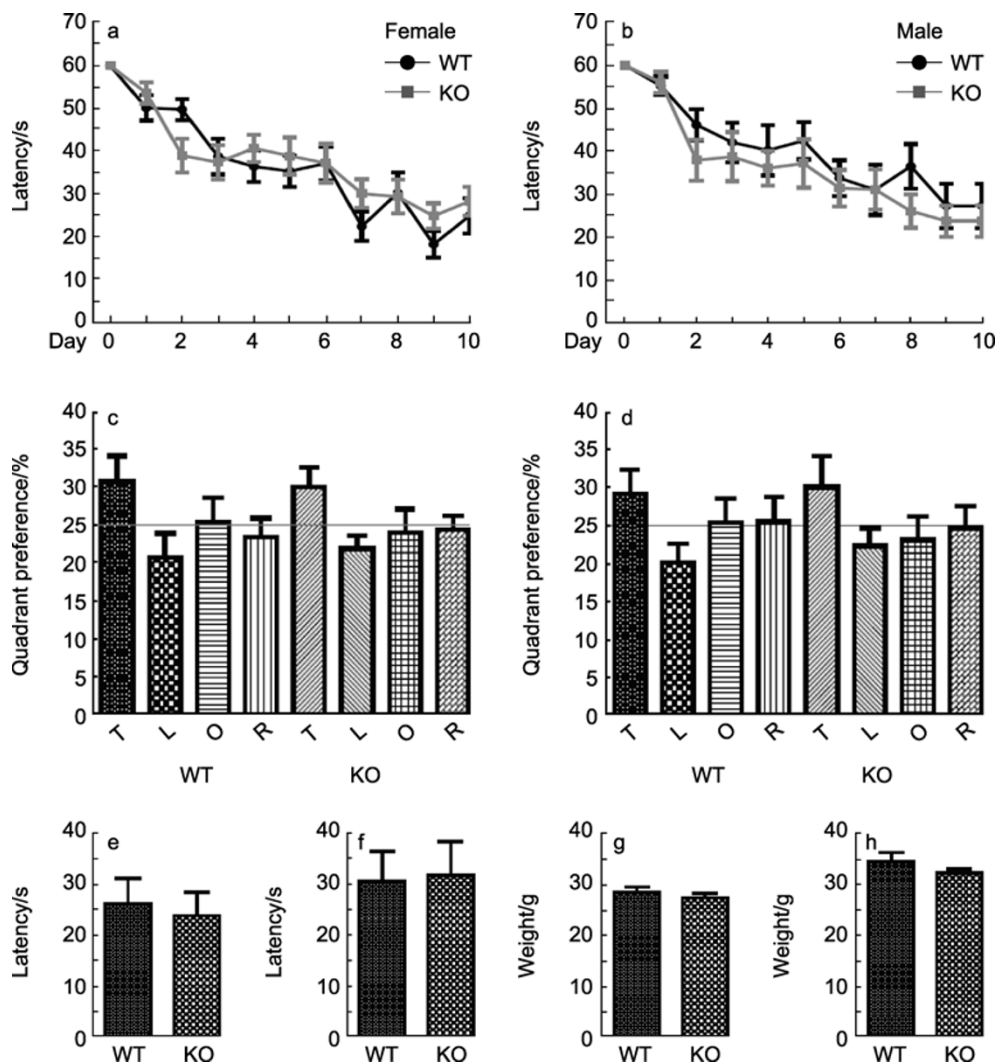 a
Female
WT
KO
Latency/s
70
60
50
40
30
20
10
0
Day 0 2 4 6 8 10
b
Male
WT
KO
Latency/s
70
60
50
40
30
20
10
0
Day 0 2 4 6 8 10
c
Quadrant preference/%
40
35
30
25
20
15
10
5
0
T L O R T L O R
WT KO
d
Quadrant preference/%
40
35
30
25
20
15
10
5
0
T L O R T L O R
WT KO
e
Latency/s
40
30
20
10
0
WT KO
f
Latency/s
40
30
20
10
0
WT KO
g
Weight/g
40
30
20
10
0
WT KO
h
Weight/g
40
30
20
10
0
WT KO